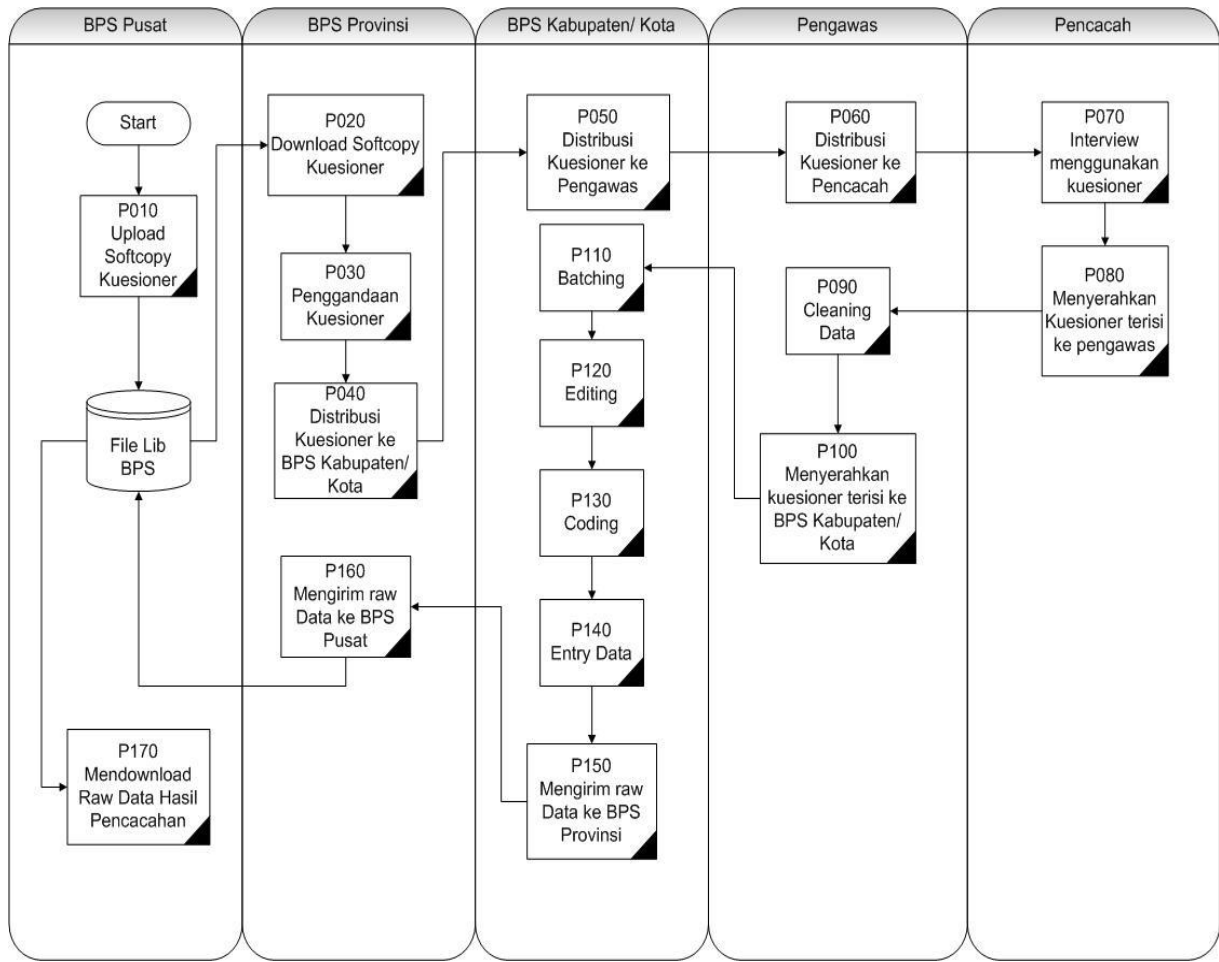 BPS Pusat
BPS Provinsi
BPS Kabupaten/ Kota
Pengawas
Pencacah
Start
P010
Upload
Softcopy
Kuesioner
File Lib
BPS
P170
Mendownload
Raw Data Hasil
Pencacahan
P020
Download Softcopy
Kuesioner
P030
Penggandaan
Kuesioner
P040
Distribusi
Kuesioner ke
BPS Kabupaten/
Kota
P160
Mengirim raw
Data ke BPS
Pusat
P050
Distribusi
Kuesioner ke
Pengawas
P110
Batching
P120
Editing
P130
Coding
P140
Entry Data
P150
Mengirim raw
Data ke BPS
Provinsi
P060
Distribusi
Kuesioner ke
Pencacah
P090
Cleaning
Data
P100
Menyerahkan
kuesioner terisi ke
BPS Kabupaten/
Kota
P070
Interview
menggunakan
kuesioner
P080
Menyerahkan
Kuesioner terisi
ke pengawas